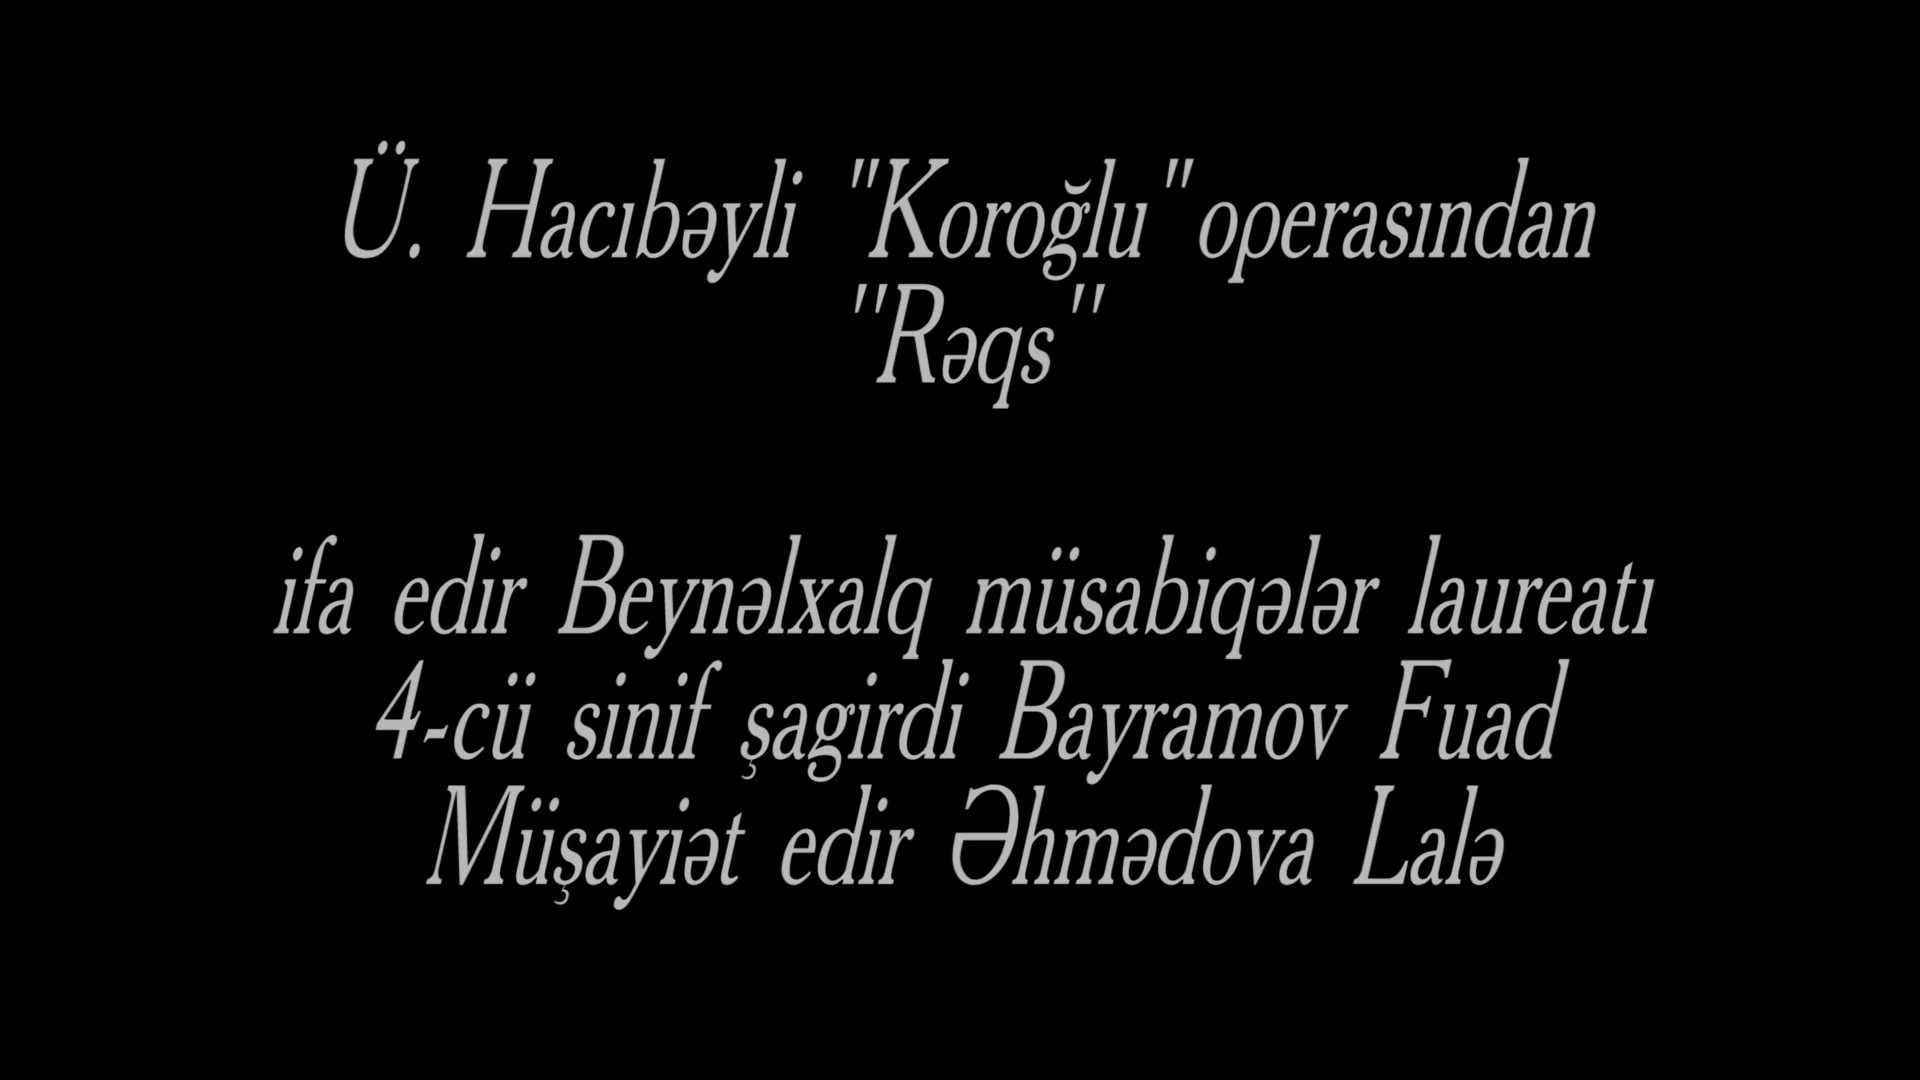 Ü. Hacıbəyli "Koroğlu" operasından
"Rəqs"
ifa edir Beynəlxalq müsabiqələr laureatı
4-cü sinif şagirdi Bayramov Fuad
Müşayiət edir Əhmədova Lalə